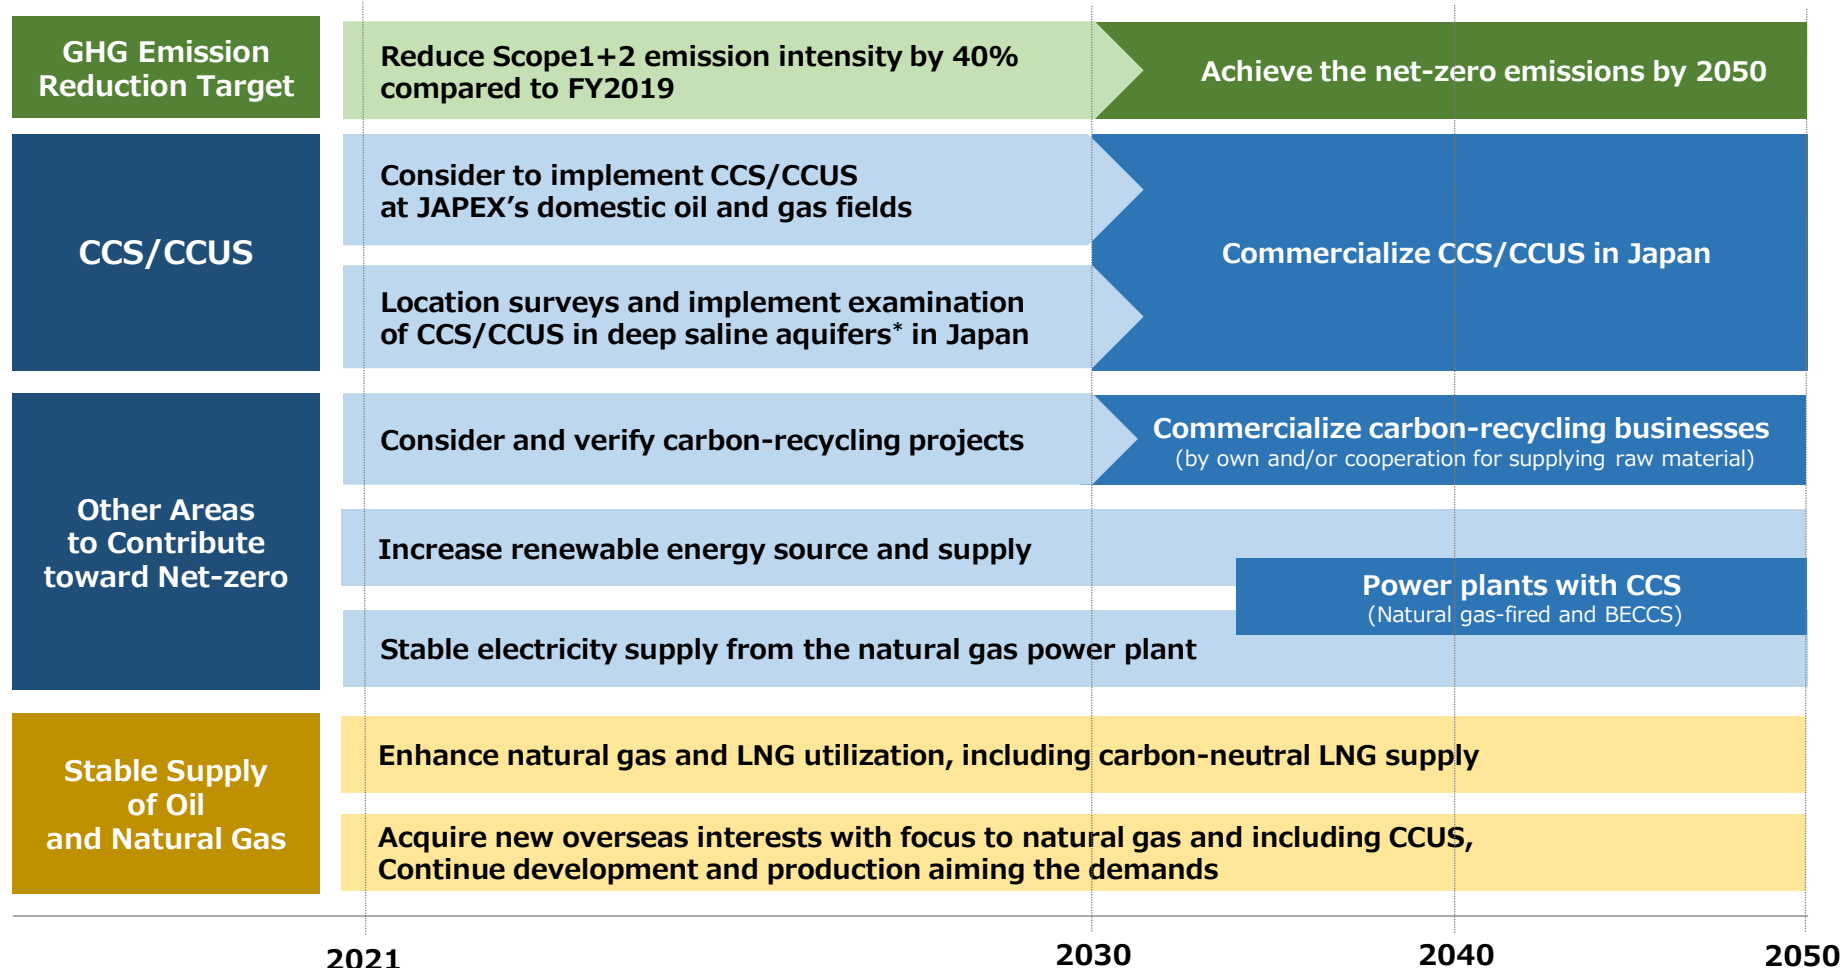 GHG Emission
Reduction Target
Reduce Scope1+2 emission intensity by 40%
compared to FY2019
Achieve the net-zero emissions by 2050
CCS/CCUS
Consider to implement CCS/CCUS
at JAPEX’s domestic oil and gas fields
Location surveys and implement examination
of CCS/CCUS in deep saline aquifers* in Japan
Commercialize CCS/CCUS in Japan
Other Areas
to Contribute
toward Net-zero
Consider and verify carbon-recycling projects
Commercialize carbon-recycling businesses
(by own and/or cooperation for supplying raw material)
Increase renewable energy source and supply
Power plants with CCS
(Natural gas-fired and BECCS)
Stable electricity supply from the natural gas power plant
Stable Supply
of Oil
and Natural Gas
Enhance natural gas and LNG utilization, including carbon-neutral LNG supply
Acquire new overseas interests with focus to natural gas and including CCUS,
Continue development and production aiming the demands
2021
2030
2040
2050